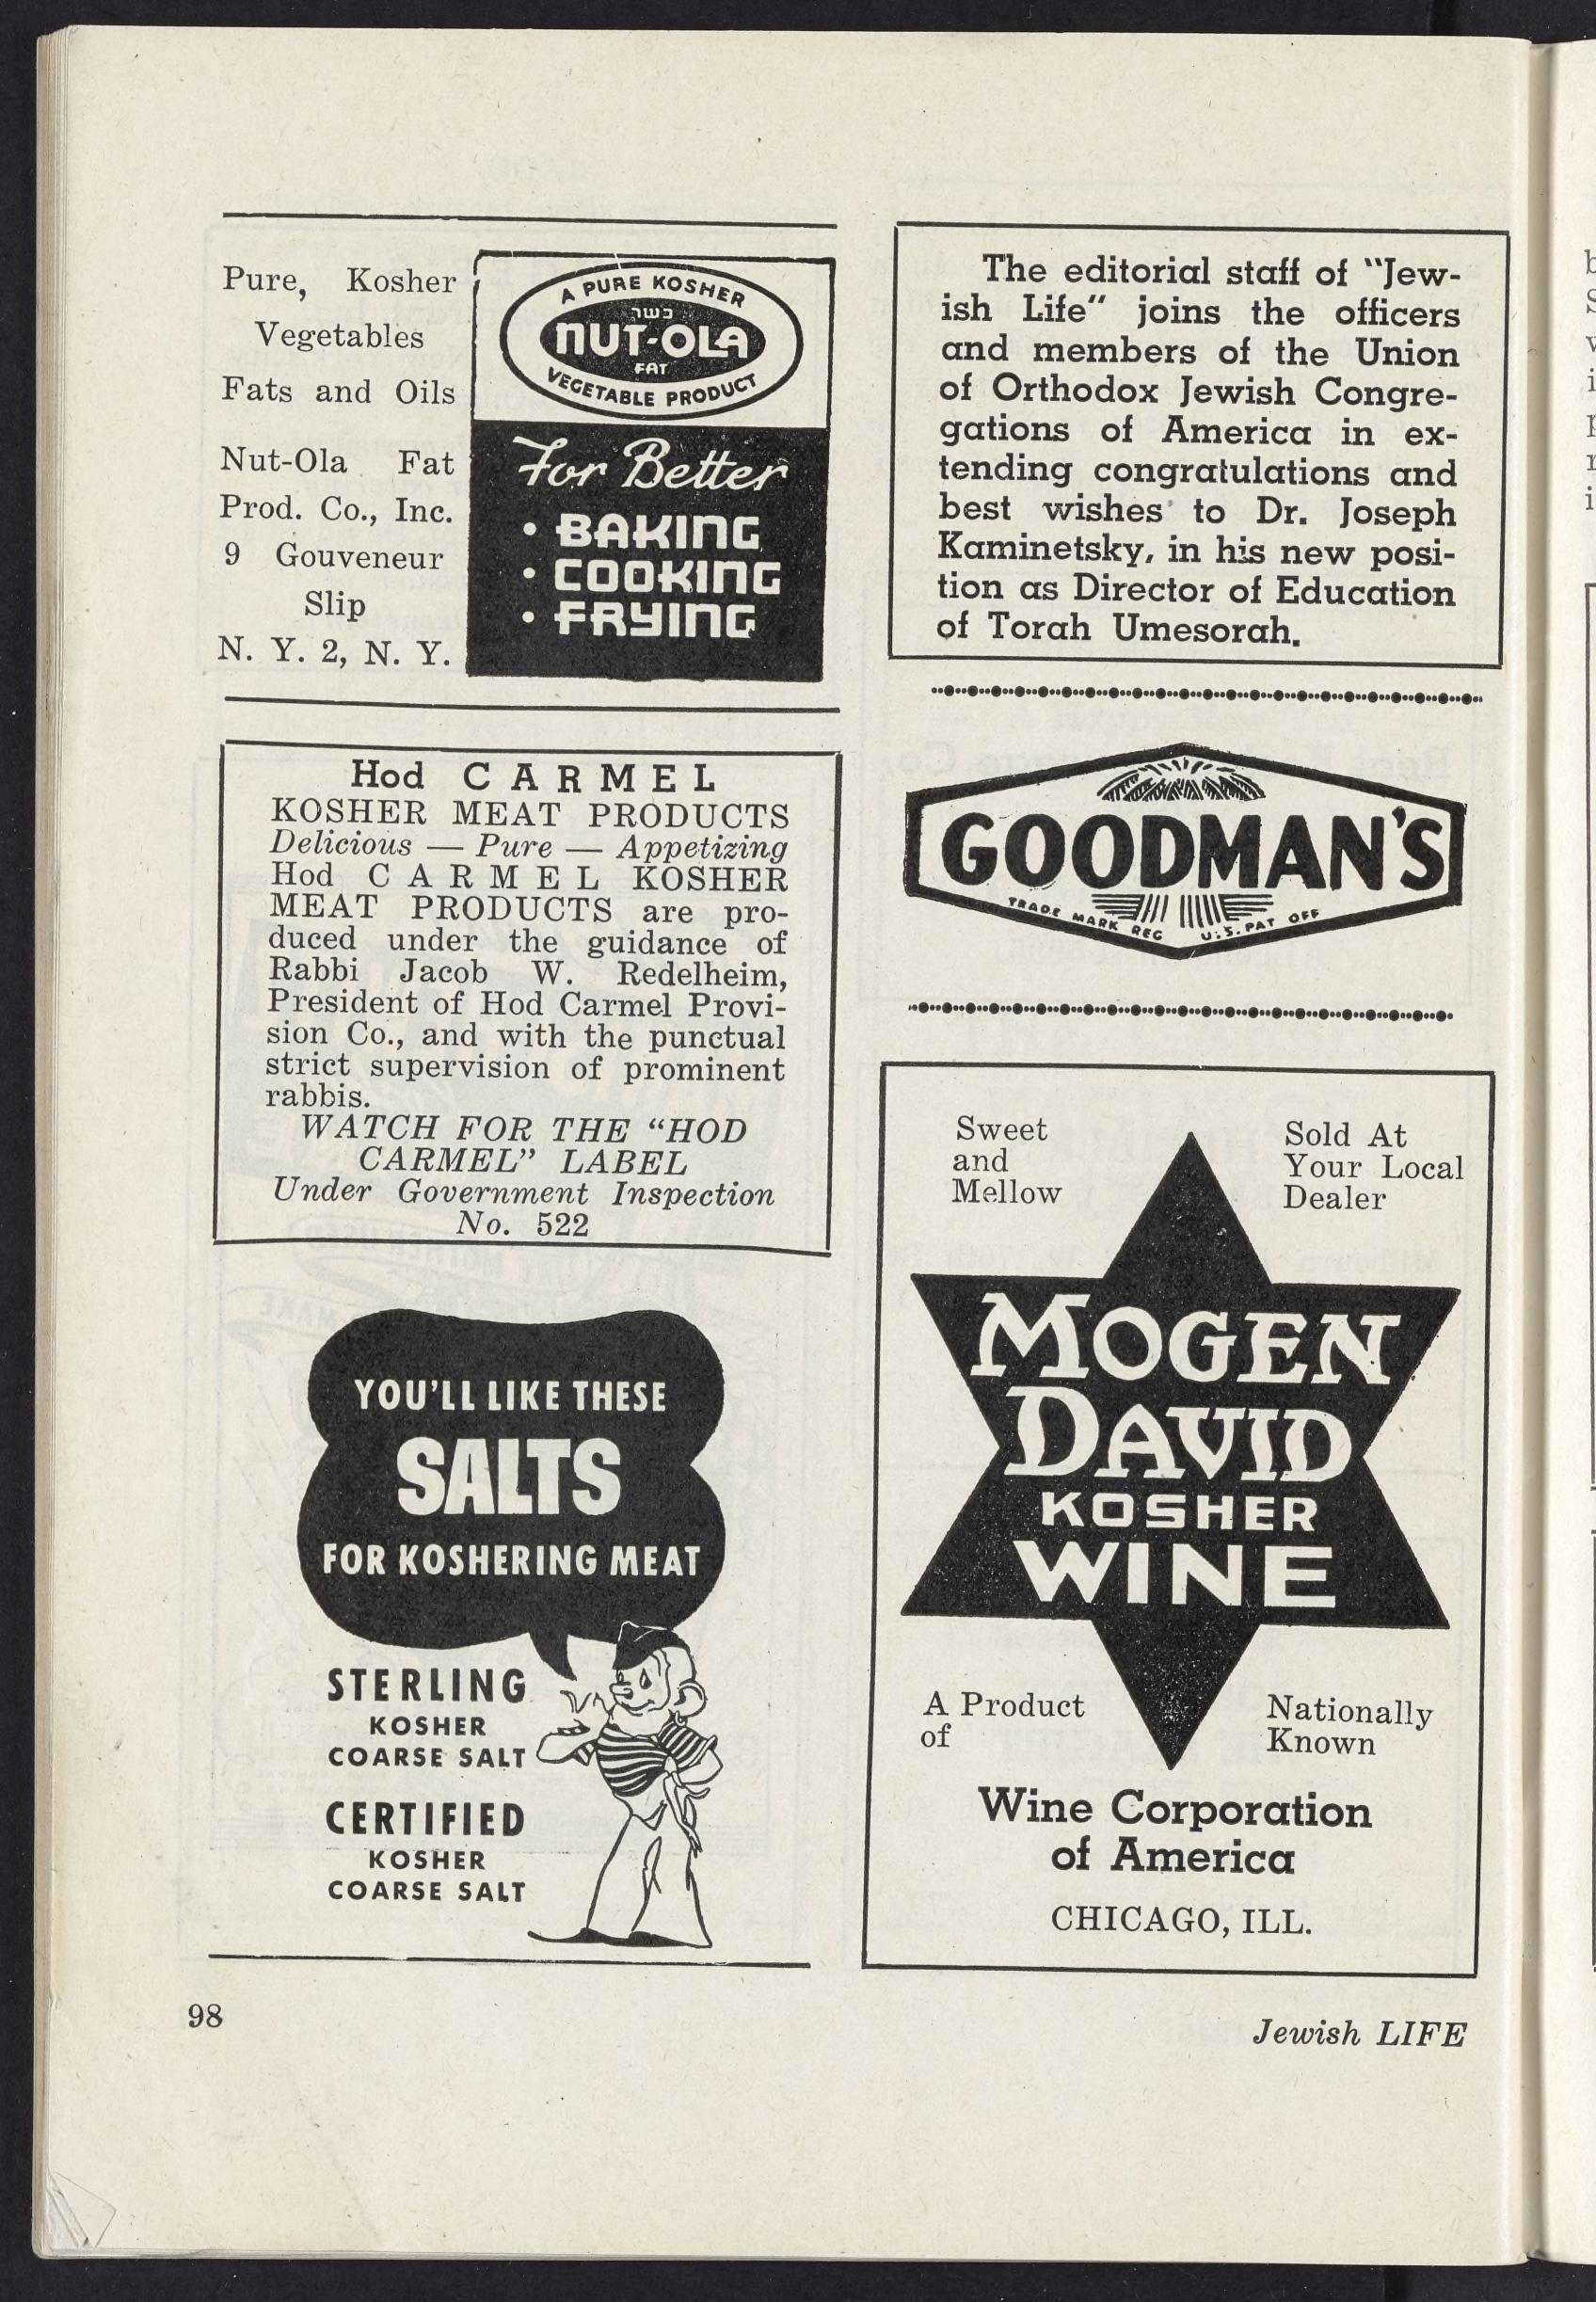 Pure, Kosher
Vegetables
Fats and Oils
Nut-Ola Fat
Prod. Co., Inc.
9 Gouveneur
Slip
N. Y. 2, N. Y.
A PURE KOSHER
כשר
NUT-OLA
FAT
VEGETABLE PRODUCT
For Better
• BAKING
• COOKING
• FRYING
Hod CARMEL
KOSHER MEAT PRODUCTS
Delicious — Pure — Appetizing
Hod CARMEL KOSHER
MEAT PRODUCTS are pro-
duced under the guidance of
Rabbi Jacob W. Redelheim,
President of Hod Carmel Provi-
sion Co., and with the punctual
strict supervision of prominent
rabbis.
WATCH FOR THE “HOD
CARMEL” LABEL
Under Government Inspection
No. 522
YOU'LL LIKE THESE
SALTS
FOR KOSHERING MEAT
STERLING
KOSHER
COARSE SALT
CERTIFIED
KOSHER
COARSE SALT
The editorial staff of "Jew-
ish Life" joins the officers
and members of the Union
of Orthodox Jewish Congre-
gations of America in ex-
tending congratulations and
best wishes to Dr. Joseph
Kaminetsky, in his new posi-
tion as Director of Education
of Torah Umesorah.
GOODMAN'S
TRADE MARK REG U.S. PAT OFF
Sweet
and
Mellow
Sold At
Your Local
Dealer
MOGEN
DAVID
KOSHER
WINE
A Product
of
Nationally
Known
Wine Corporation
of America
CHICAGO, ILL.
98
Jewish LIFE